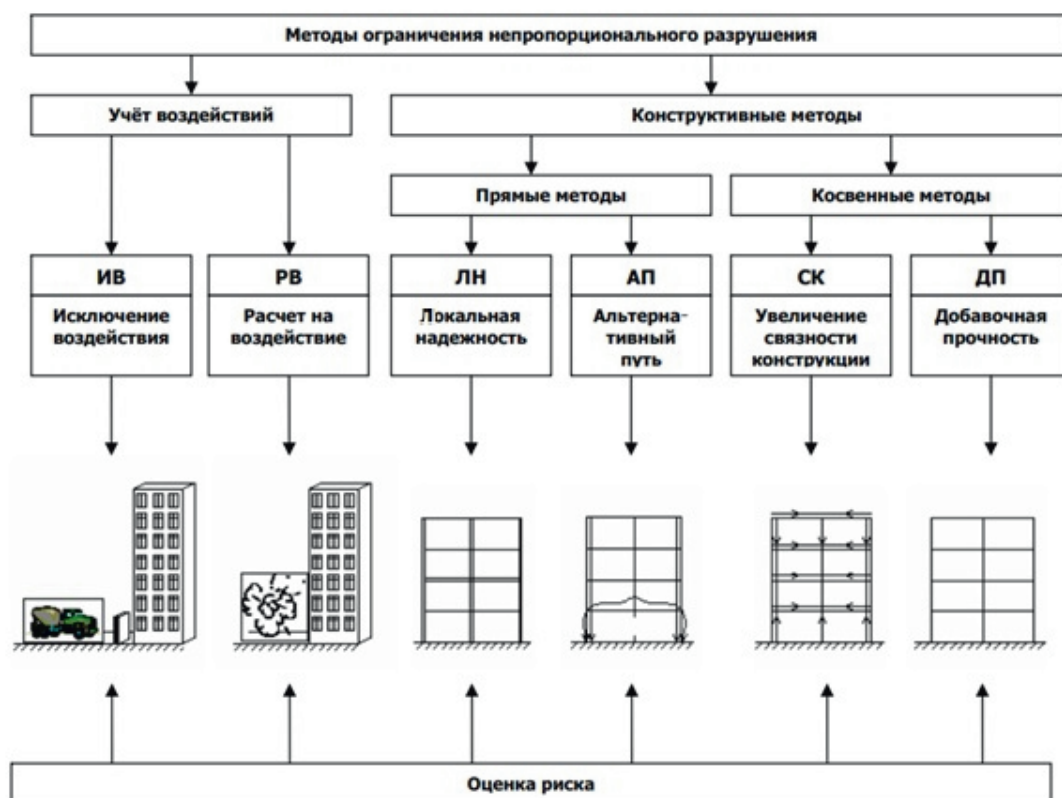 Методы ограничения непропорционального разрушения
Учёт воздействий
Конструктивные методы
Прямые методы
Косвенные методы
ИВ
Исключение
воздействия
РВ
Расчет на
воздействие
ЛН
Локальная
надежность
АП
Альтерна-
тивный
путь
СК
Увеличение
связности
конструкции
ДП
Добавочная
прочность
Оценка риска